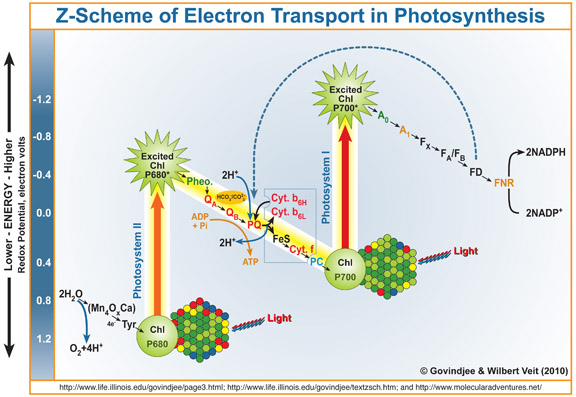 Z-Scheme of Electron Transport in Photosynthesis
Lower - ENERGY - Higher
Redox Potential, electron volts
-1.2
-0.8
-0.4
0.0
0.4
0.8
1.2
Excited
Chl
P700*
A0
A1
FX
FA/FB
FD
FNR
2NADPH
2NADP+
Photosystem I
Excited
Chl
P680*
Pheo.
QA
QB
HCO3/CO2-
2H+
PQ
Cyt. b6H
Cyt. b6L
ADP
+ Pi
2H+
ATP
FeS
Cyt. f
PC
Chl
P700
Light
Photosystem II
2H2O
(Mn4OxCa)
4e-
Tyr
O2+4H+
Chl
P680
Light
© Govindjee & Wilbert Veit (2010)
http://www.life.illinois.edu/govindjee/page3.html; http://www.life.illinois.edu/govindjee/textzsch.htm; and http://www.molecularadventures.net/